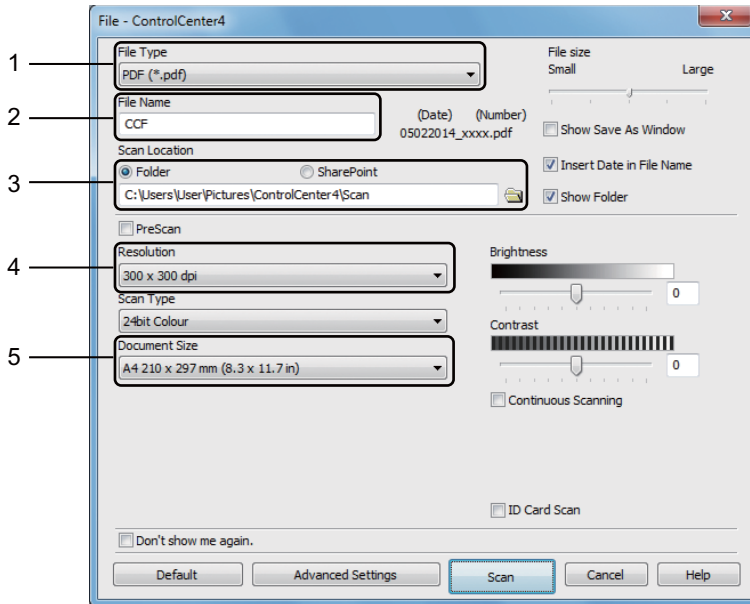 File - ControlCenter4
1
File Type
PDF (*.pdf)
File size
Small Large
2
File Name
CCF
(Date) (Number)
05022014_xxxx.pdf
Show Save As Window
Scan Location
Insert Date in File Name
3
Folder SharePoint
C:\Users\User\Pictures\ControlCenter4\Scan
Show Folder
PreScan
4
Resolution
300 x 300 dpi
Brightness
0
Scan Type
24bit Colour
Contrast
5
Document Size
A4 210 x 297 mm (8.3 x 11.7 in)
0
Continuous Scanning
ID Card Scan
Don't show me again.
Default Advanced Settings Scan Cancel Help